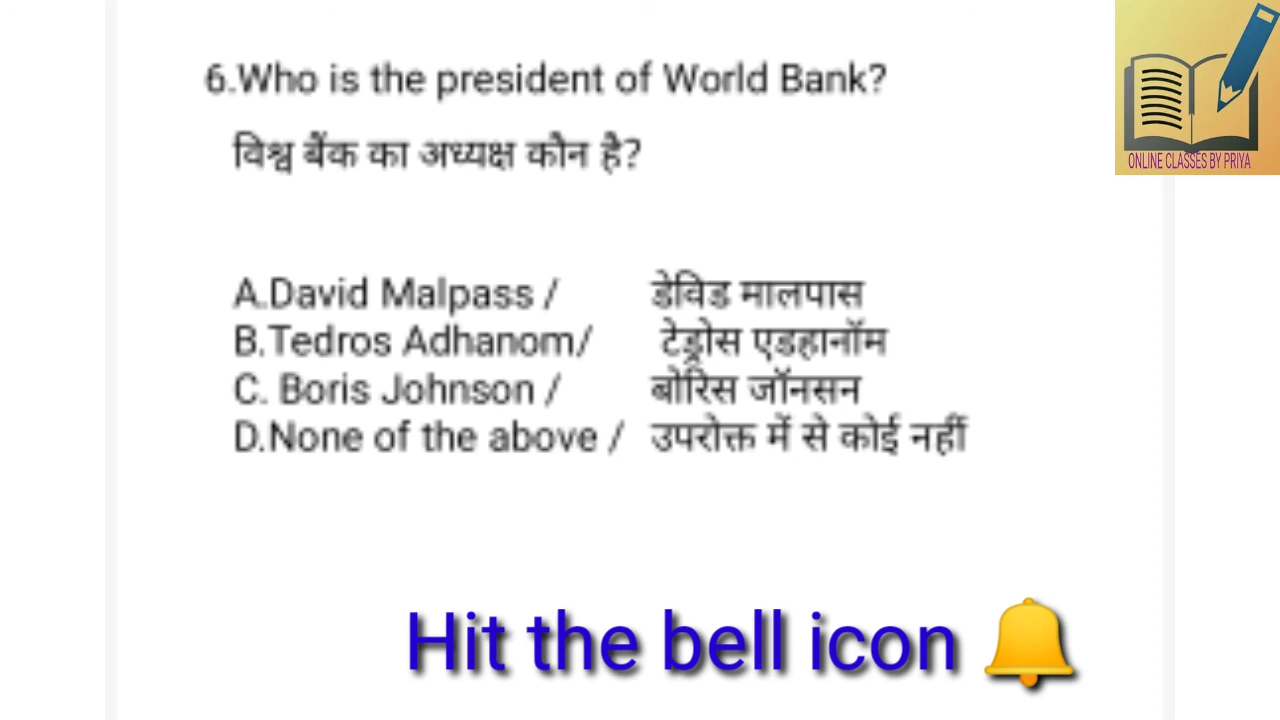 6.Who is the president of World Bank?
विश्व बैंक का अध्यक्ष कौन है?
A.David Malpass / डेविड मालपास
B.Tedros Adhanom/ टेड्रोस एडहानॉम
C. Boris Johnson / बोरिस जॉनसन
D.None of the above / उपरोक्त में से कोई नहीं
Hit the bell icon 🔔
ONLINE CLASSES BY PRIYA